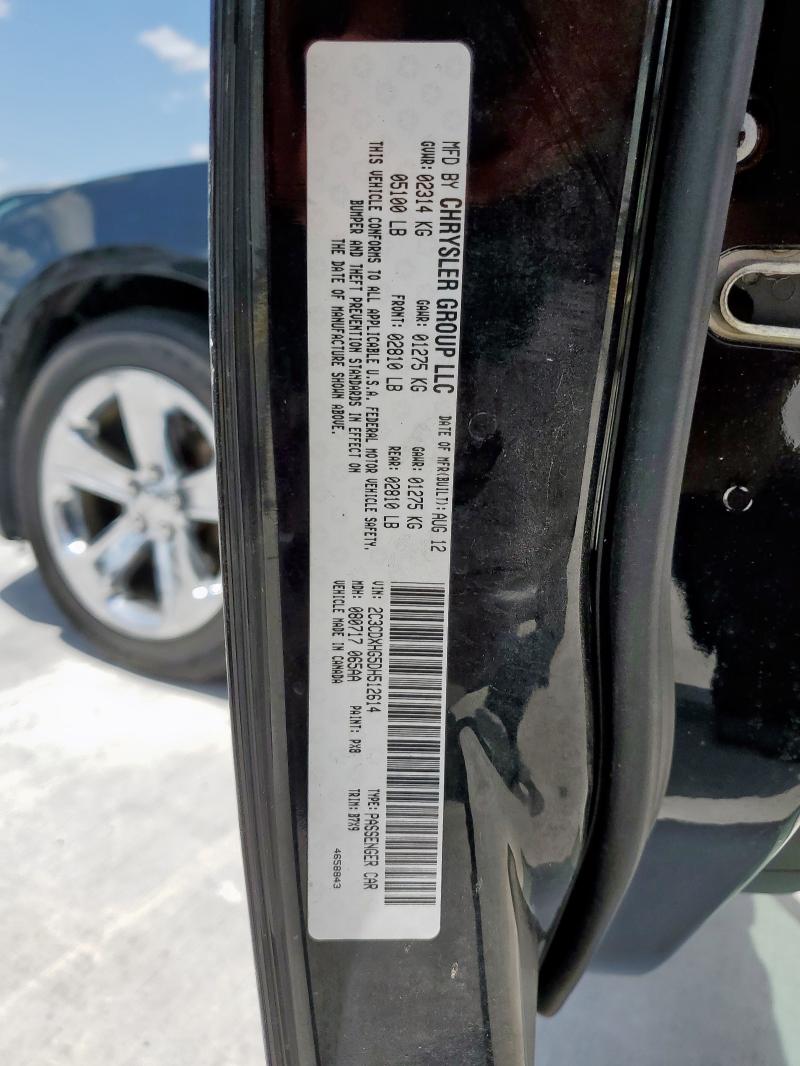 MFD BY CHRYSLER GROUP LLC DATE OF MFR(BUILT): AUG 12
GVWR: 02314 KG GAWR: 01275 KG GAWR: 01275 KG
05100 LB FRONT: 02810 LB REAR: 02810 LB
THIS VEHICLE CONFORMS TO ALL APPLICABLE U.S.A. FEDERAL MOTOR VEHICLE SAFETY,
BUMPER AND THEFT PREVENTION STANDARDS IN EFFECT ON
THE DATE OF MANUFACTURE SHOWN ABOVE.
VIN: 2C3CDXHG5DH512614 TYPE: PASSENGER CAR
MDH: 080717 065AA PAINT: PX8 TRIM: B7X9
VEHICLE MADE IN CANADA
4658843